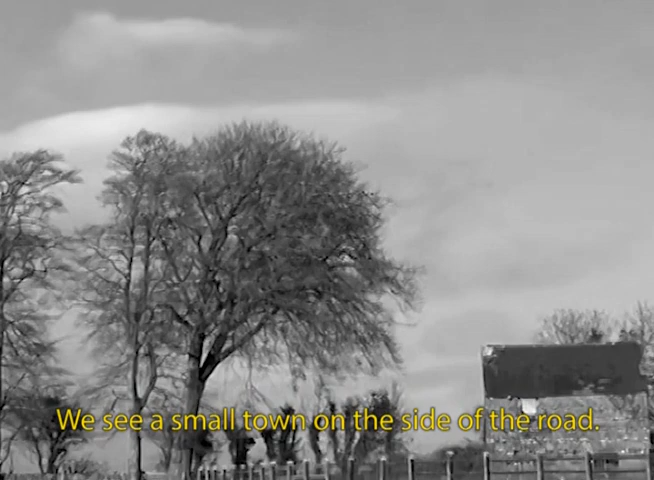 We see a small town on the side of the road.